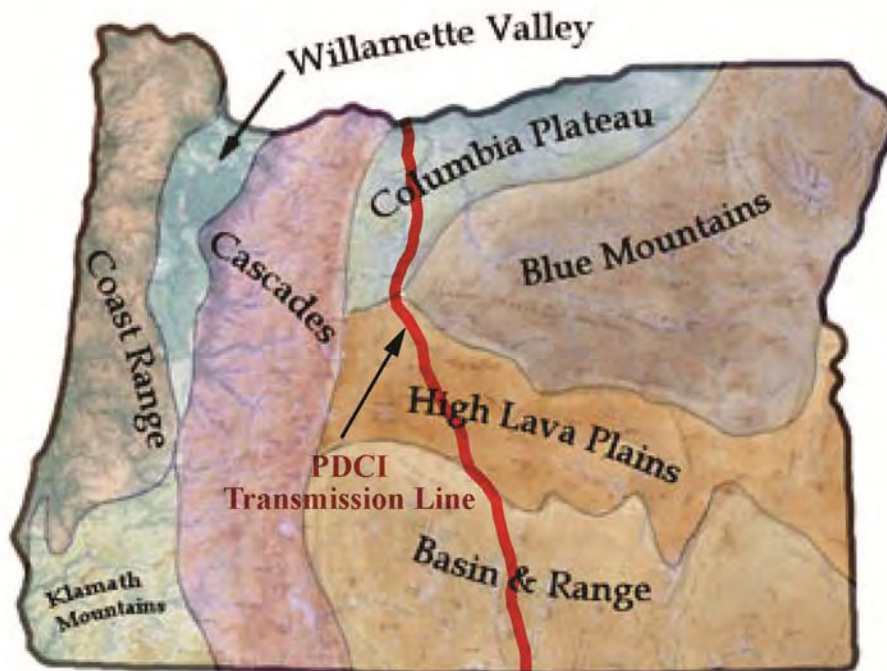 Willamette Valley
Columbia Plateau
Blue Mountains
Cascades
Coast Range
High Lava Plains
PDCI
Transmission Line
Basin & Range
Klamath
Mountains